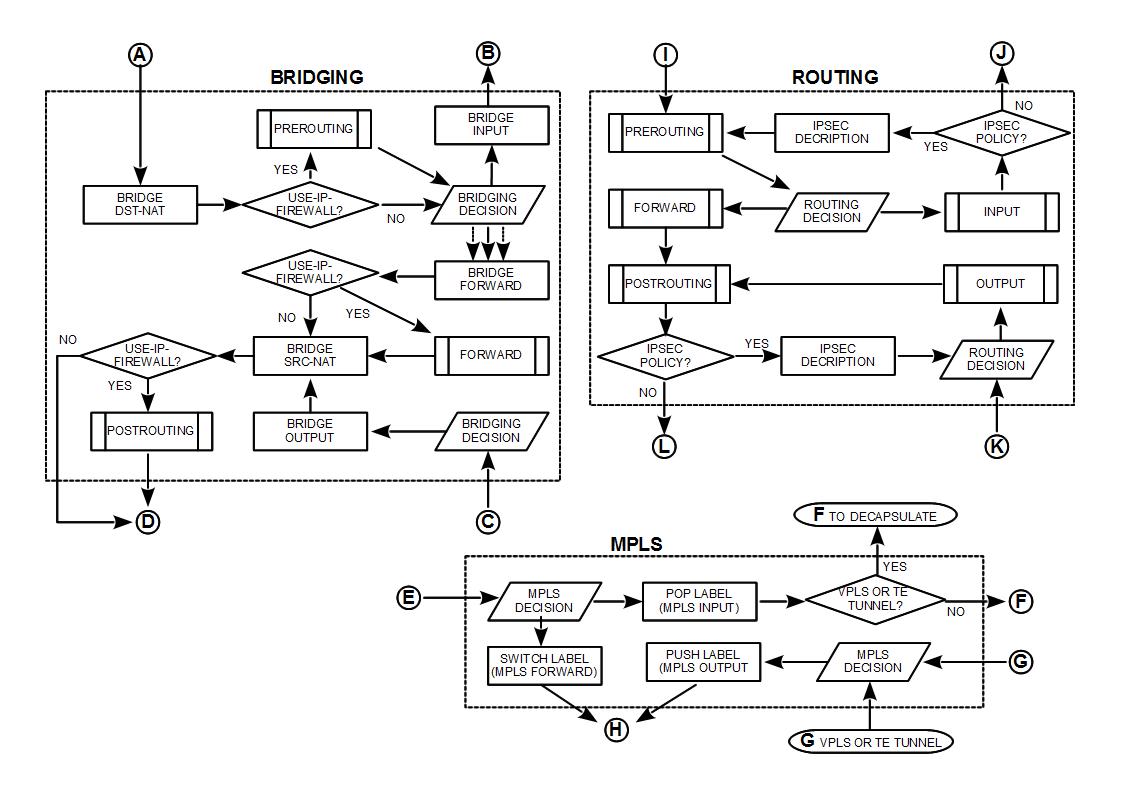 A
B
BRIDGING
PREROUTING
BRIDGE
INPUT
YES
BRIDGE
DST-NAT
USE-IP-
FIREWALL?
NO
BRIDGING
DECISION
USE-IP-
FIREWALL?
BRIDGE
FORWARD
NO
YES
NO
USE-IP-
FIREWALL?
BRIDGE
SRC-NAT
FORWARD
YES
POSTROUTING
BRIDGE
OUTPUT
BRIDGING
DECISION
D
C
I
J
ROUTING
NO
PREROUTING
IPSEC
DECRIPTION
IPSEC
POLICY?
YES
FORWARD
ROUTING
DECISION
INPUT
POSTROUTING
OUTPUT
IPSEC
POLICY?
YES
IPSEC
DECRIPTION
ROUTING
DECISION
NO
L
K
F TO DECAPSULATE
MPLS
YES
E
MPLS
DECISION
POP LABEL
(MPLS INPUT)
VPLS OR TE
TUNNEL?
NO
F
SWITCH LABEL
(MPLS FORWARD)
PUSH LABEL
(MPLS OUTPUT
MPLS
DECISION
G
H
G VPLS OR TE TUNNEL